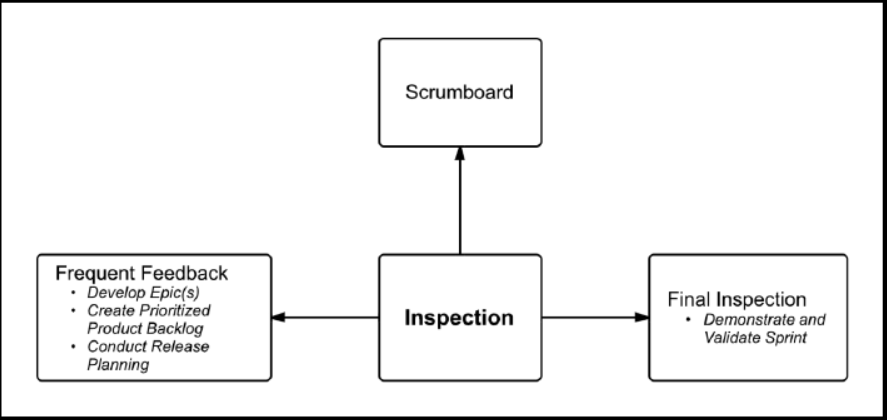 Scrumboard
Frequent Feedback
• Develop Epic(s)
• Create Prioritized
Product Backlog
• Conduct Release
Planning
Inspection
Final Inspection
• Demonstrate and
Validate Sprint